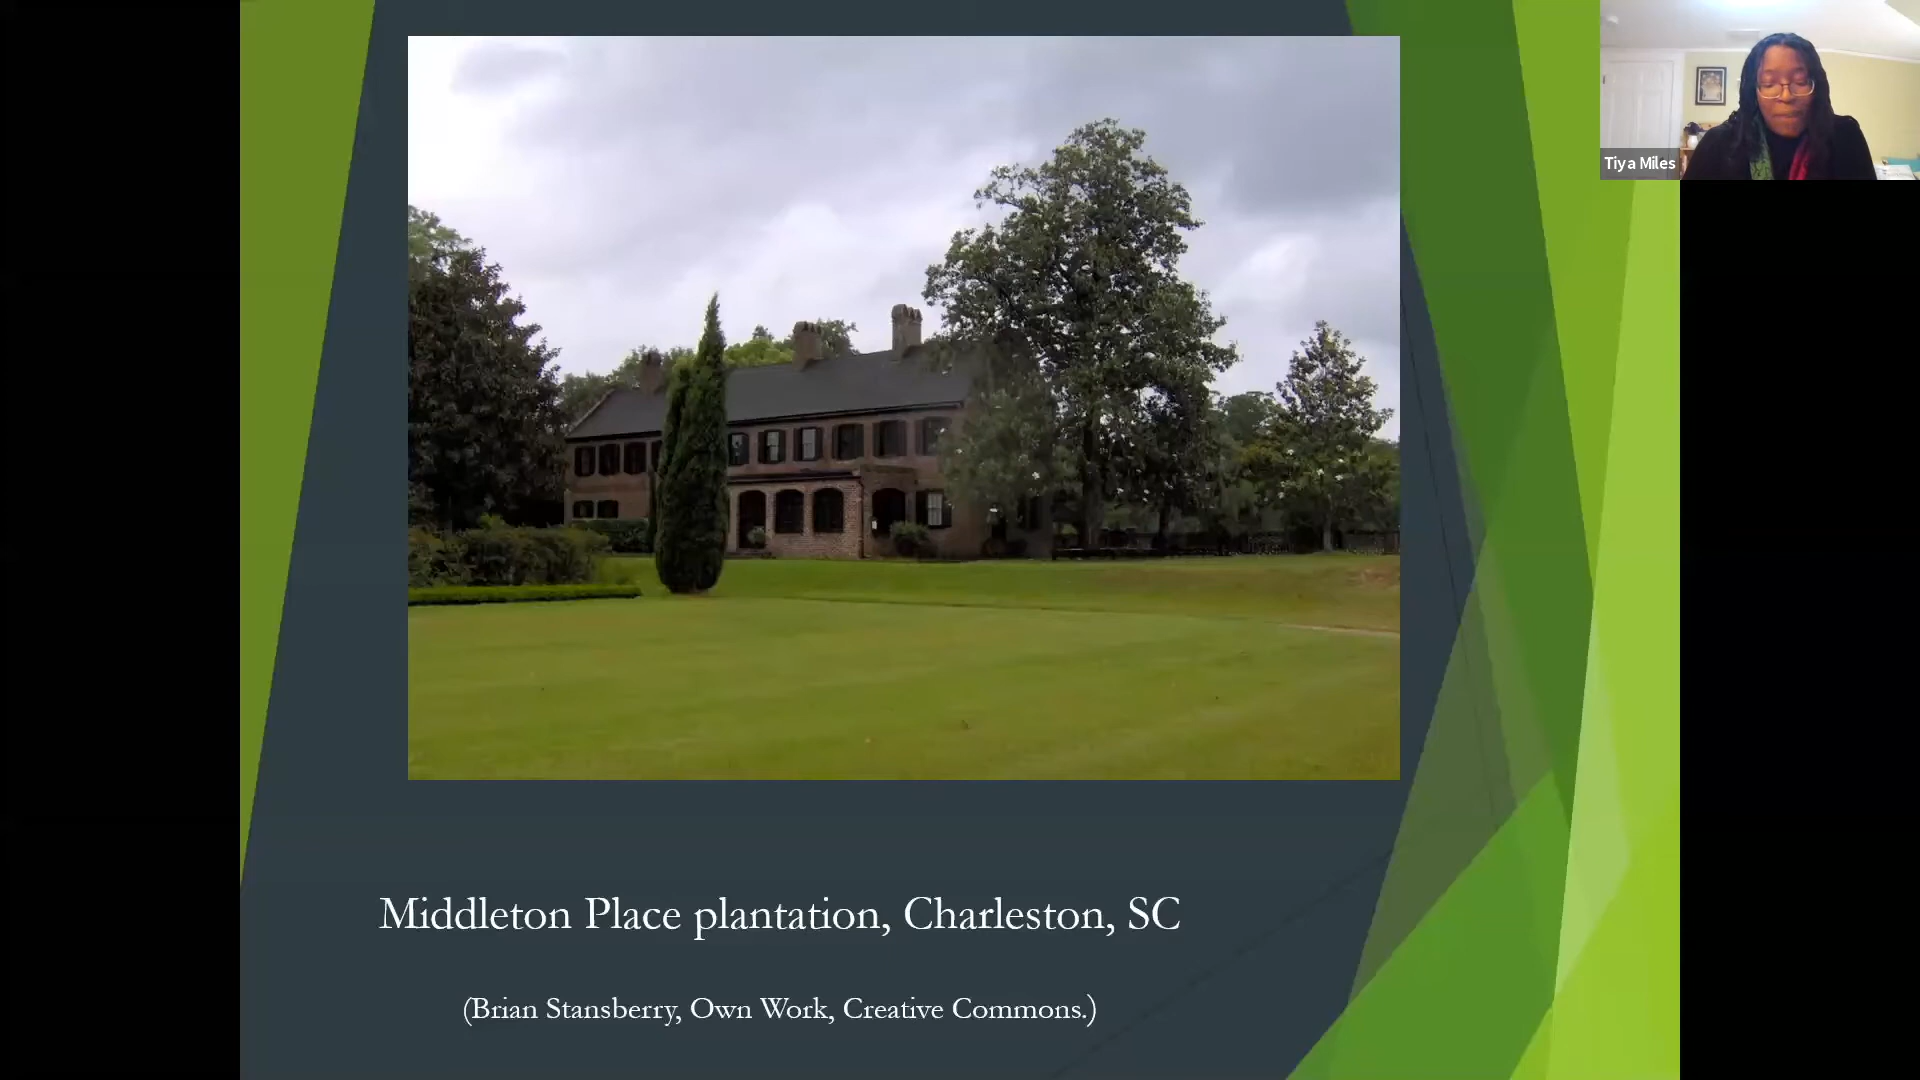 Tiya Miles
Middleton Place plantation, Charleston, SC
(Brian Stansberry, Own Work, Creative Commons.)